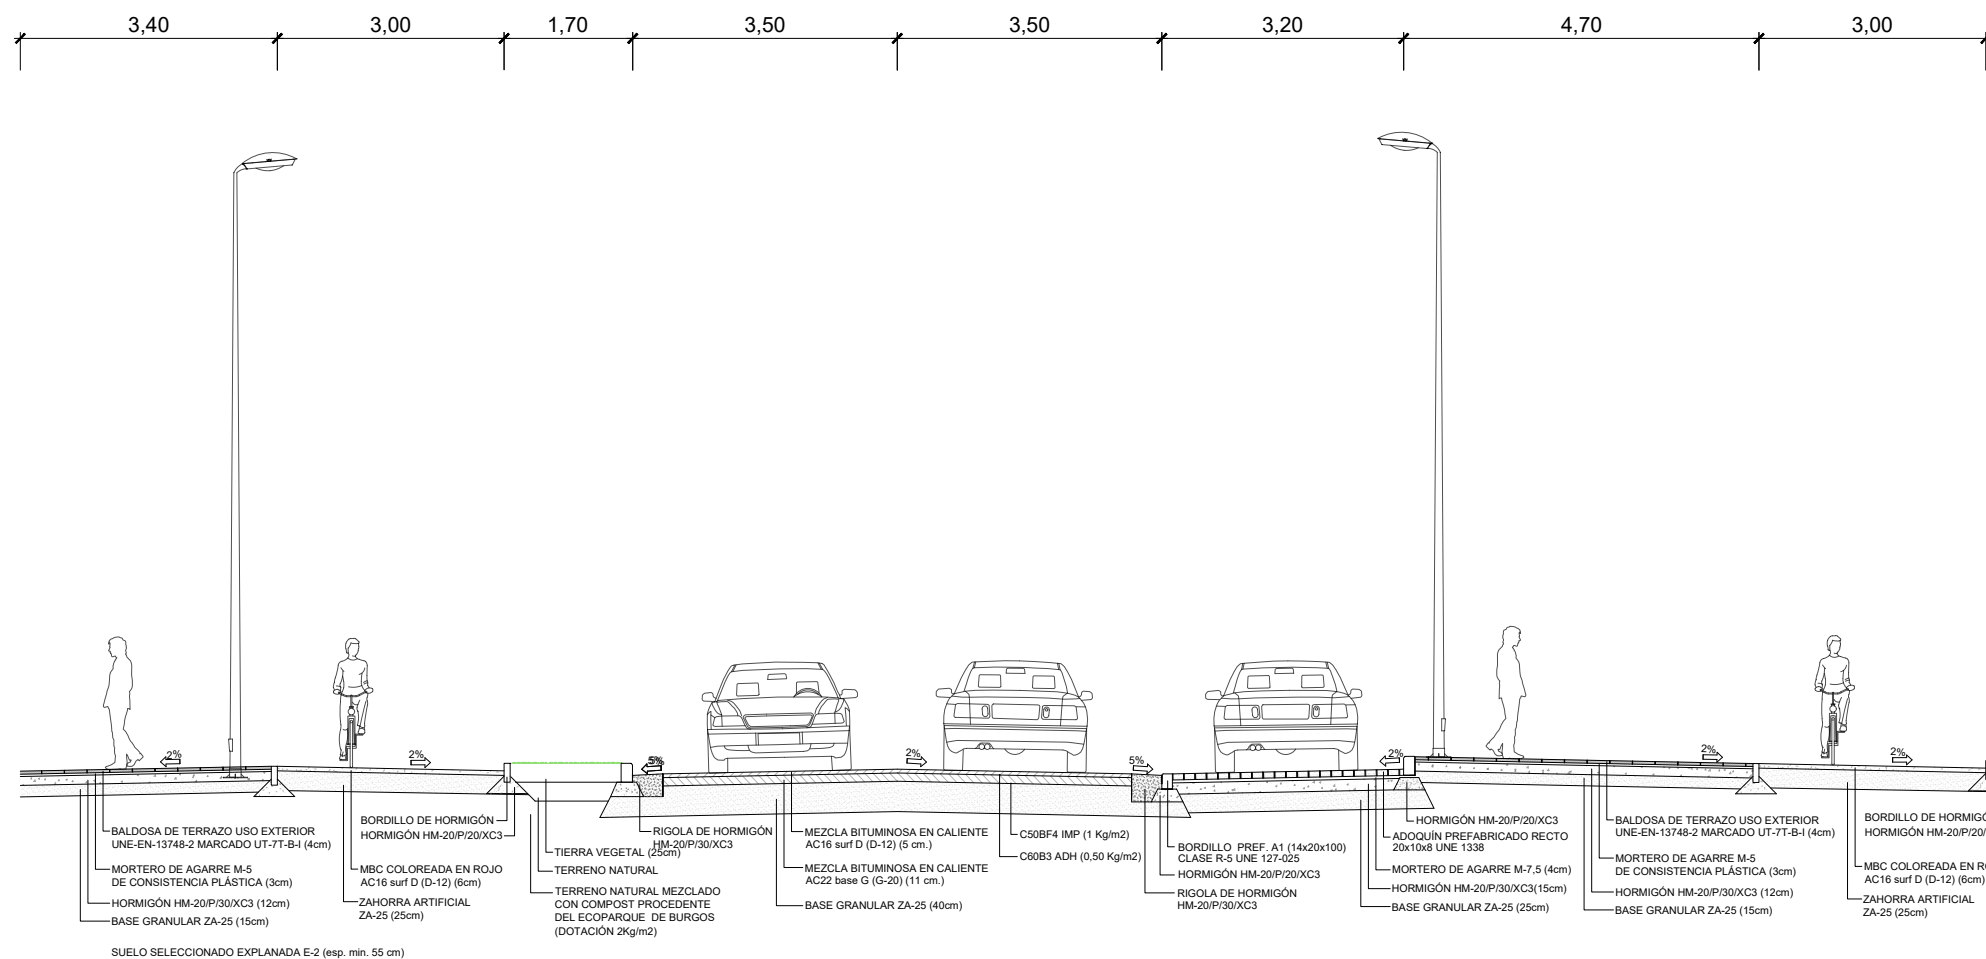 3,40
3,00
1,70
3,50
3,50
3,20
4,70
3,00
2%
2%
5%
2%
5%
2%
2%
2%
BALDOSA DE TERRAZO USO EXTERIOR
UNE-EN-13748-2 MARCADO UT-7T-B-I (4cm)
MORTERO DE AGARRE M-5
DE CONSISTENCIA PLÁSTICA (3cm)
HORMIGÓN HM-20/P/30/XC3 (12cm)
BASE GRANULAR ZA-25 (15cm)
SUELO SELECCIONADO EXPLANADA E-2 (esp. min. 55 cm)
BORDILLO DE HORMIGÓN
HORMIGÓN HM-20/P/20/XC3
MBC COLOREADA EN ROJO
AC16 surf D (D-12) (6cm)
ZAHORRA ARTIFICIAL
ZA-25 (25cm)
RIGOLA DE HORMIGÓN
HM-20/P/30/XC3
TIERRA VEGETAL (25cm)
TERRENO NATURAL
TERRENO NATURAL MEZCLADO
CON COMPOST PROCEDENTE
DEL ECOPARQUE DE BURGOS
(DOTACIÓN 2Kg/m2)
MEZCLA BITUMINOSA EN CALIENTE
AC16 surf D (D-12) (5 cm.)
MEZCLA BITUMINOSA EN CALIENTE
AC22 base G (G-20) (11 cm.)
BASE GRANULAR ZA-25 (40cm)
C50BF4 IMP (1 Kg/m2)
C60B3 ADH (0,50 Kg/m2)
BORDILLO PREF. A1 (14x20x100)
CLASE R-5 UNE 127-025
HORMIGÓN HM-20/P/20/XC3
RIGOLA DE HORMIGÓN
HM-20/P/30/XC3
HORMIGÓN HM-20/P/20/XC3
ADOQUÍN PREFABRICADO RECTO
20x10x8 UNE 1338
MORTERO DE AGARRE M-7,5 (4cm)
HORMIGÓN HM-20/P/30/XC3(15cm)
BASE GRANULAR ZA-25 (25cm)
BALDOSA DE TERRAZO USO EXTERIOR
UNE-EN-13748-2 MARCADO UT-7T-B-I (4cm)
MORTERO DE AGARRE M-5
DE CONSISTENCIA PLÁSTICA (3cm)
HORMIGÓN HM-20/P/30/XC3 (12cm)
BASE GRANULAR ZA-25 (15cm)
BORDILLO DE HORMIGÓ
HORMIGÓN HM-20/P/20/
MBC COLOREADA EN RO
AC16 surf D (D-12) (6cm)
ZAHORRA ARTIFICIAL
ZA-25 (25cm)